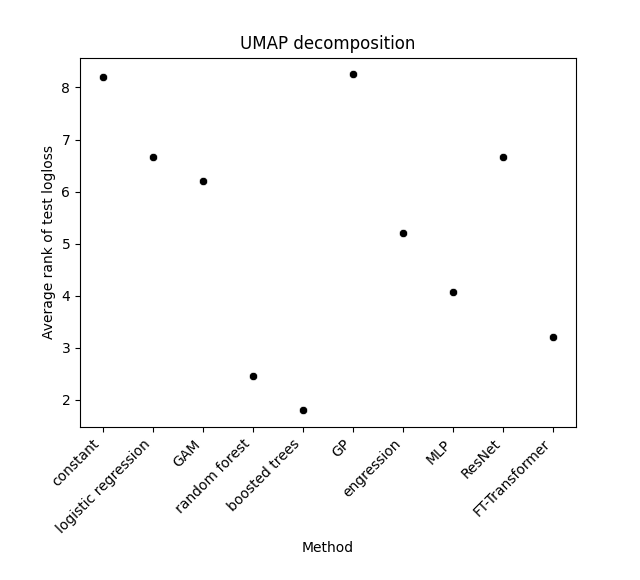 UMAP decomposition
Average rank of test logloss
8
7
6
5
4
3
2
constant
logistic regression
GAM
random forest
boosted trees
GP
engression
MLP
ResNet
FT-Transformer
Method